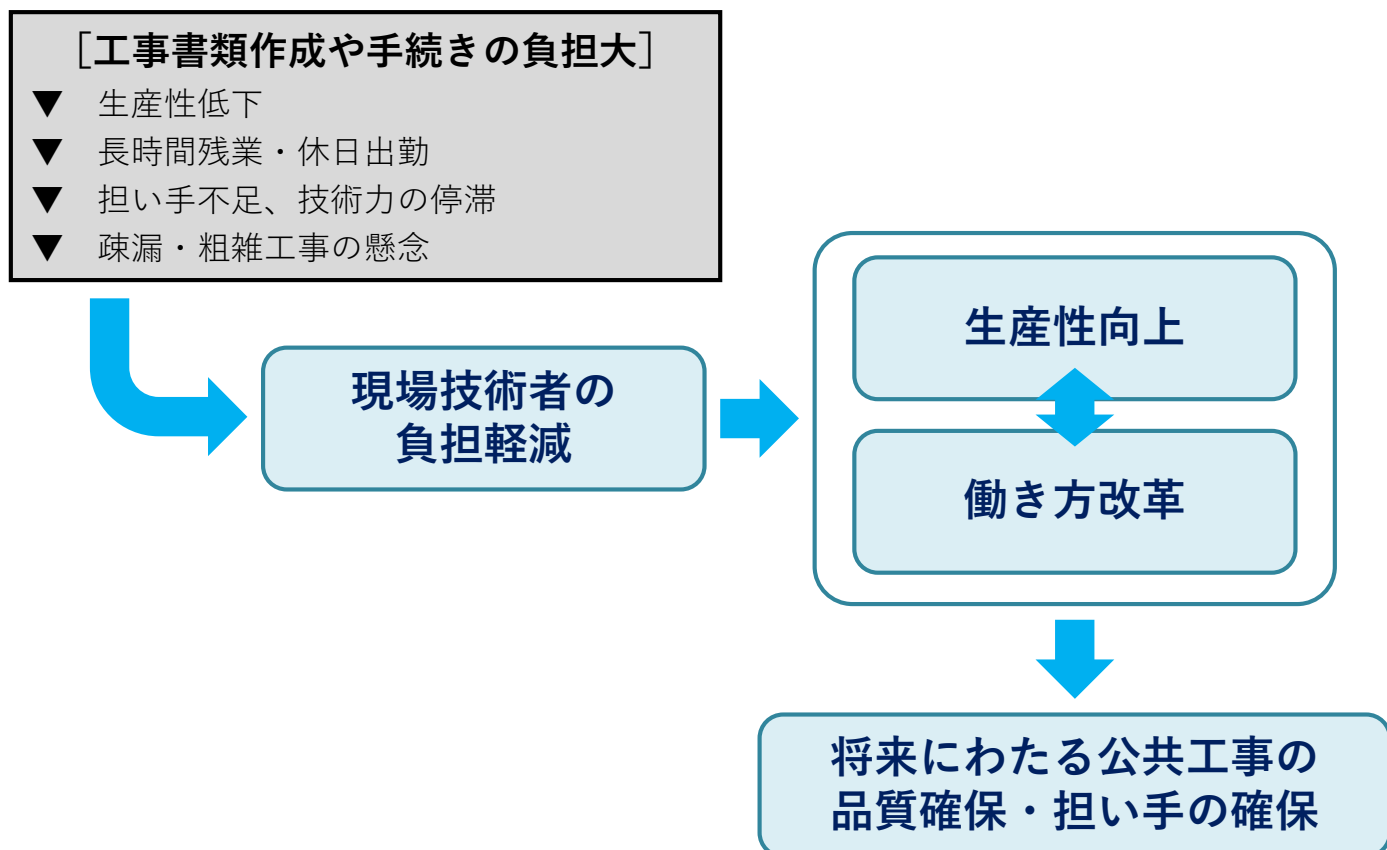 ［工事書類作成や手続きの負担大］
▼　生産性低下
▼　長時間残業・休日出勤
▼　担い手不足、技術力の停滞
▼　疎漏・粗雑工事の懸念
現場技術者の
負担軽減
生産性向上
働き方改革
将来にわたる公共工事の
品質確保・担い手の確保